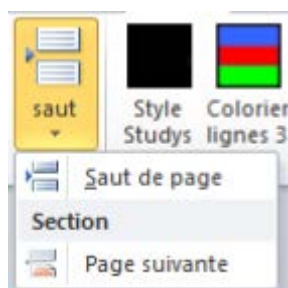 saut
Style Colorier
Studys lignes 3
Saut de page
Section
Page suivante